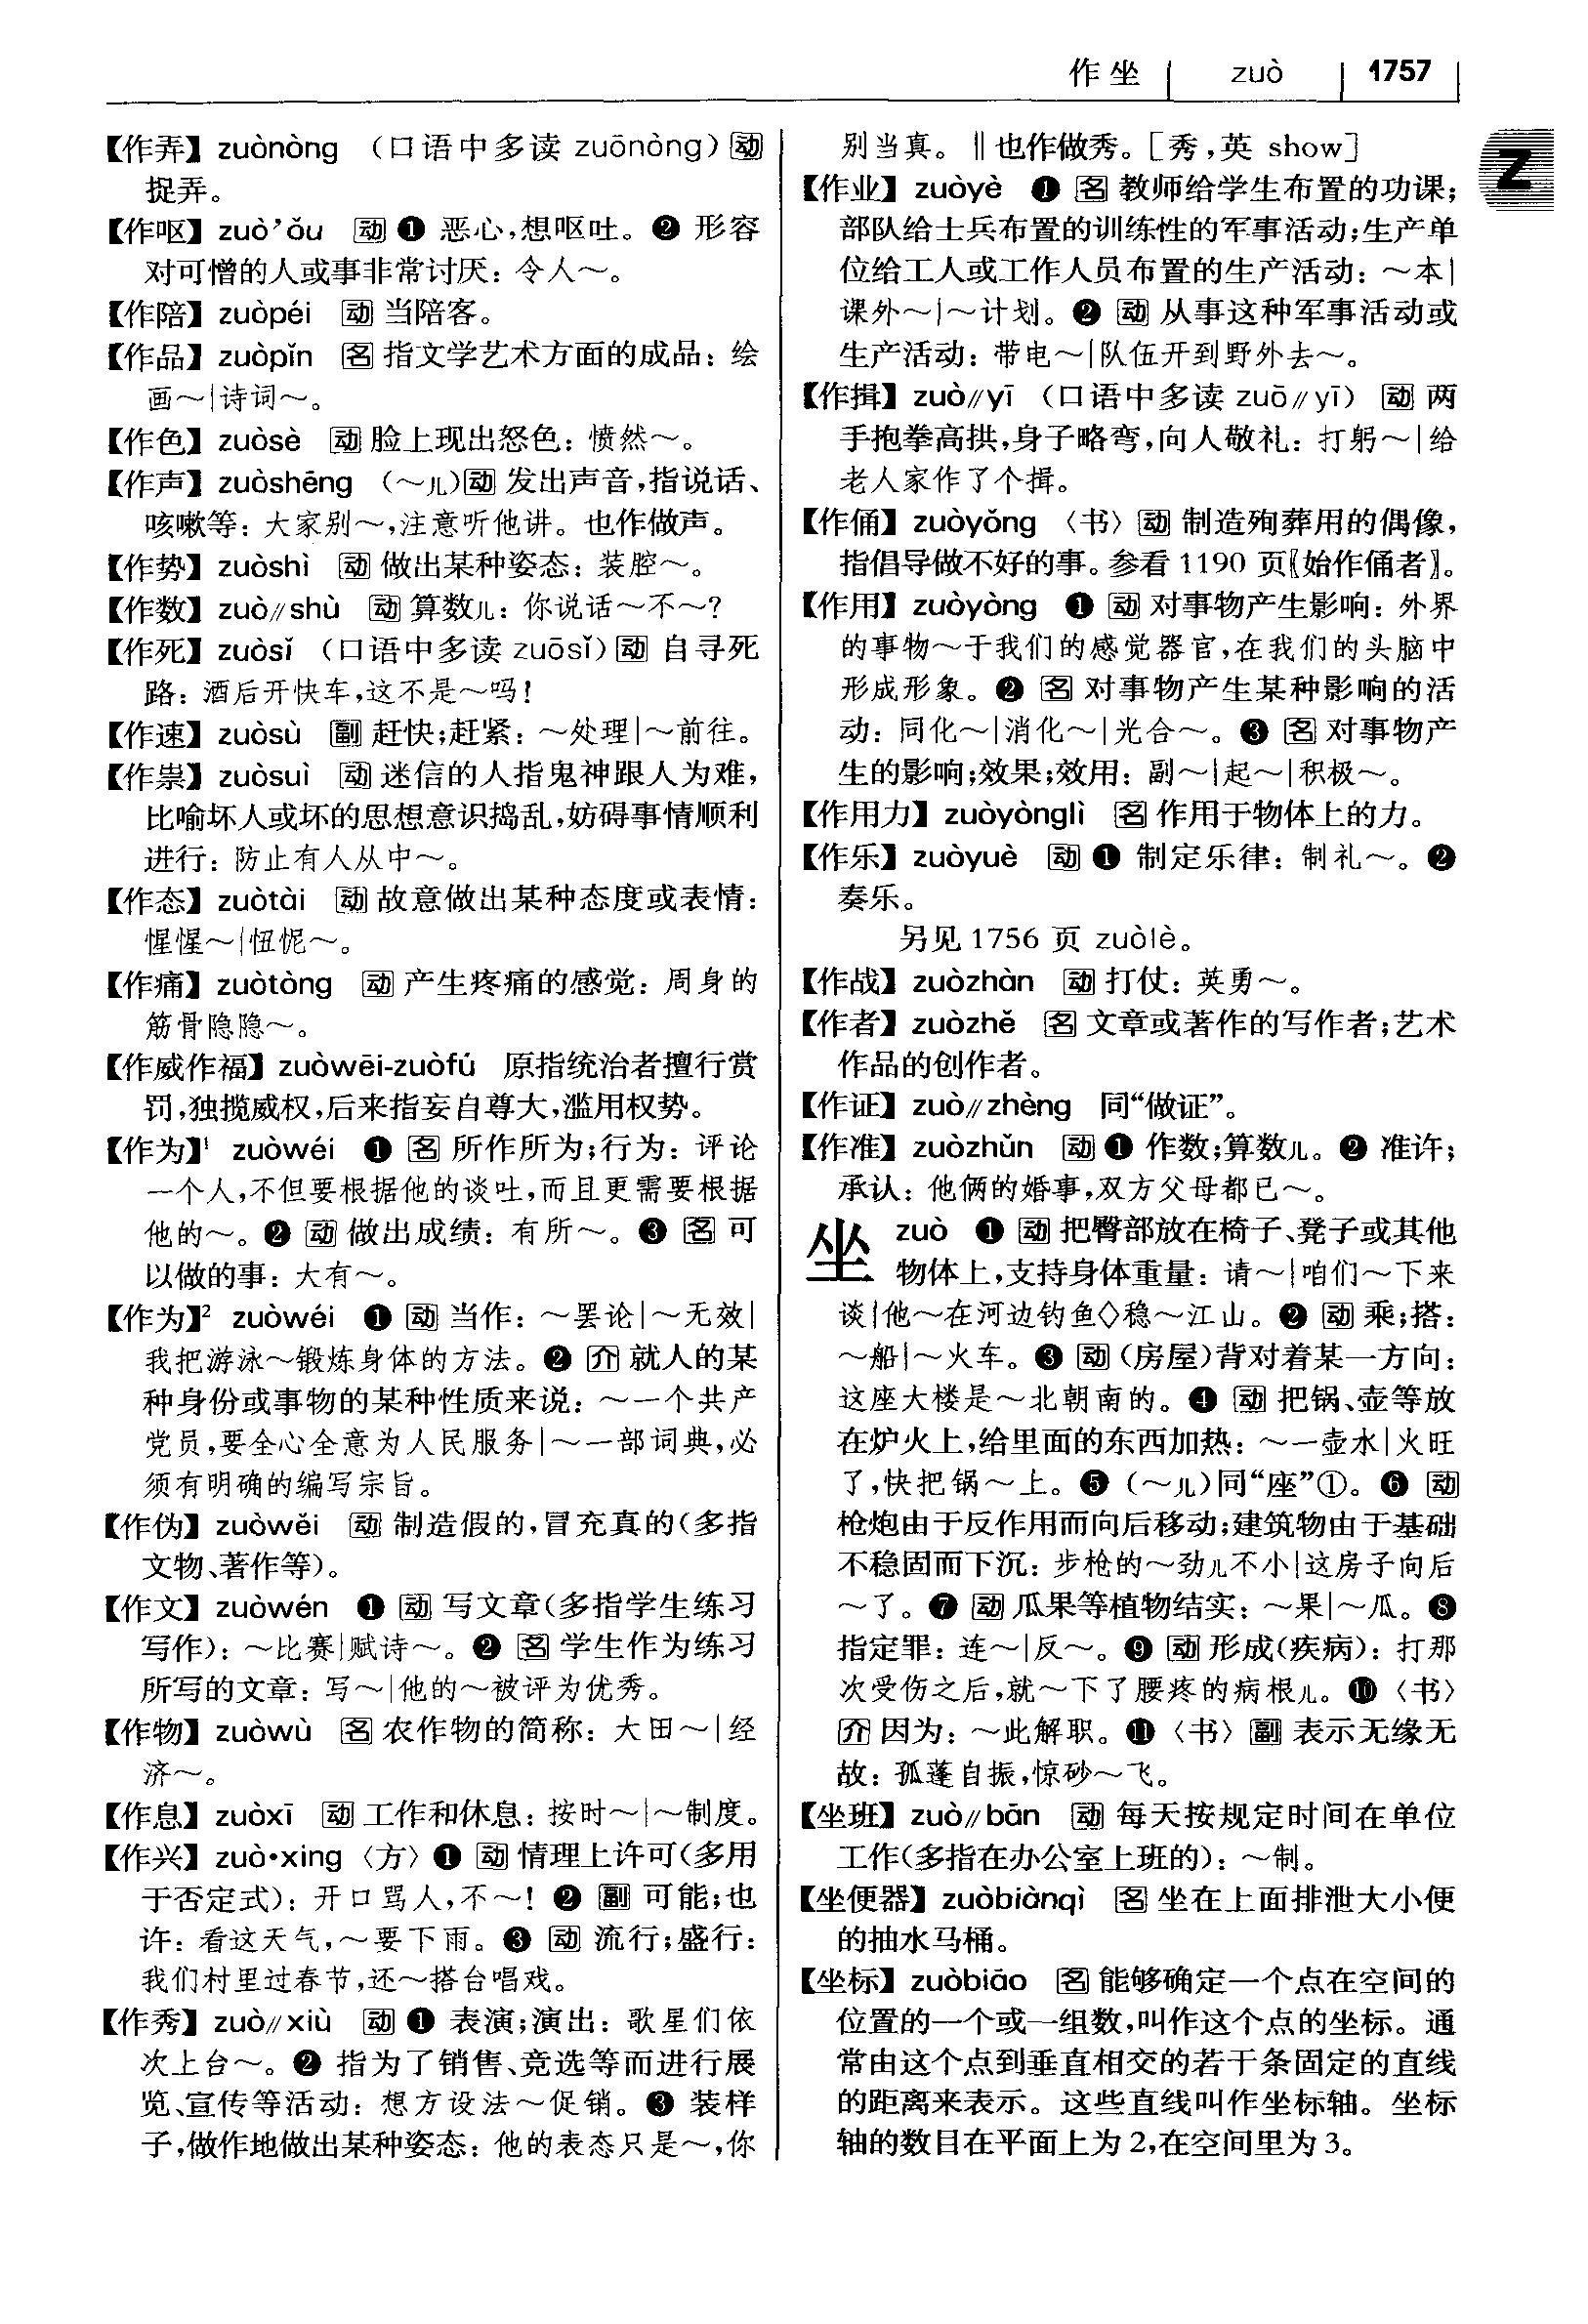 作 坐 | zuò | 1757
【作弄】 zuònòng （口语中多读 zuōnòng）[动]
捉弄。
【作呕】 zuò’ǒu [动] ❶ 恶心,想呕吐。 ❷ 形容
对可憎的人或事非常讨厌: 令人～。
【作陪】 zuòpéi [动] 当陪客。
【作品】 zuòpǐn [名] 指文学艺术方面的成品: 绘
画～|诗词～。
【作色】 zuòsè [动] 脸上现出怒色: 愤然～。
【作声】 zuòshēng （～儿）[动] 发出声音,指说话、
咳嗽等: 大家别～,注意听他讲。也作做声。
【作势】 zuòshì [动] 做出某种姿态: 装腔～。
【作数】 zuò∥shù [动] 算数儿: 你说话～不～?
【作死】 zuòsǐ （口语中多读 zuōsǐ）[动] 自寻死
路: 酒后开快车,这不是～吗!
【作速】 zuòsù [副] 赶快;赶紧: ～处理|～前往。
【作祟】 zuòsuì [动] 迷信的人指鬼神跟人为难,
比喻坏人或坏的思想意识捣乱,妨碍事情顺利
进行: 防止有人从中～。
【作态】 zuòtài [动] 故意做出某种态度或表情:
惺惺～|忸怩～。
【作痛】 zuòtòng [动] 产生疼痛的感觉: 周身的
筋骨隐隐～。
【作威作福】 zuòwēi-zuòfú 原指统治者擅行赏
罚,独揽威权,后来指妄自尊大,滥用权势。
【作为】¹ zuòwéi ❶ [名] 所作所为;行为: 评论
一个人,不但要根据他的谈吐,而且更需要根据
他的～。❷ [动] 做出成绩: 有所～。❸ [名] 可
以做的事: 大有～。
【作为】² zuòwéi ❶ [动] 当作: ～罢论|～无效|
我把游泳～锻炼身体的方法。❷ [介] 就人的某
种身份或事物的某种性质来说: ～一个共产
党员,要全心全意为人民服务|～一部词典,必
须有明确的编写宗旨。
【作伪】 zuòwěi [动] 制造假的,冒充真的(多指
文物、著作等)。
【作文】 zuòwén ❶ [动] 写文章(多指学生练习
写作): ～比赛|赋诗～。❷ [名] 学生作为练习
所写的文章: 写～|他的～被评为优秀。
【作物】 zuòwù [名] 农作物的简称: 大田～|经
济～。
【作息】 zuòxī [动] 工作和休息: 按时～|～制度。
【作兴】 zuò•xing 〈方〉❶ [动] 情理上许可(多用
于否定式): 开口骂人,不～! ❷ [副] 可能;也
许: 看这天气,～要下雨。❸ [动] 流行;盛行:
我们村里过春节,还～搭台唱戏。
【作秀】 zuò∥xiù [动] ❶ 表演;演出: 歌星们依
次上台～。❷ 指为了销售、竞选等而进行展
览、宣传等活动: 想方设法～促销。❸ 装样
子,做作地做出某种姿态: 他的表态只是～,你
别当真。‖也作做秀。[秀,英 show]
【作业】 zuòyè ❶ [名] 教师给学生布置的功课;
部队给士兵布置的训练性的军事活动;生产单
位给工人或工作人员布置的生产活动: ～本|
课外～|～计划。❷ [动] 从事这种军事活动或
生产活动: 带电～|队伍开到野外去～。
【作揖】 zuò∥yī （口语中多读 zuō∥yī） [动] 两
手抱拳高拱,身子略弯,向人敬礼: 打躬～|给
老人家作了个揖。
【作俑】 zuòyǒng 〈书〉[动] 制造殉葬用的偶像,
指倡导做不好的事。参看 1190 页〖始作俑者〗。
【作用】 zuòyòng ❶ [动] 对事物产生影响: 外界
的事物～于我们的感觉器官,在我们的头脑中
形成形象。❷ [名] 对事物产生某种影响的活
动: 同化～|消化～|光合～。❸ [名] 对事物产
生的影响;效果;效用: 副～|起～|积极～。
【作用力】 zuòyònglì [名] 作用于物体上的力。
【作乐】 zuòyuè [动] ❶ 制定乐律: 制礼～。❷
奏乐。
另见 1756 页 zuòlè。
【作战】 zuòzhàn [动] 打仗: 英勇～。
【作者】 zuòzhě [名] 文章或著作的写作者;艺术
作品的创作者。
【作证】 zuò∥zhèng 同“做证”。
【作准】 zuòzhǔn [动] ❶ 作数;算数儿。❷ 准许;
承认: 他俩的婚事,双方父母都已～。
坐 zuò ❶ [动] 把臀部放在椅子、凳子或其他
物体上,支持身体重量: 请～|咱们～下来
谈|他～在河边钓鱼◇稳～江山。❷ [动] 乘;搭:
～船|～火车。❸ [动] (房屋)背对着某一方向:
这座大楼是～北朝南的。❹ [动] 把锅、壶等放
在炉火上,给里面的东西加热: ～一壶水|火旺
了,快把锅～上。❺ (～儿)同“座”①。❻ [动]
枪炮由于反作用而向后移动;建筑物由于基础
不稳固而下沉: 步枪的～劲儿不小|这房子向后
～了。❼ [动] 瓜果等植物结实: ～果|～瓜。❽
指定罪: 连～|反～。❾ [动] 形成(疾病): 打那
次受伤之后,就～下了腰疼的病根儿。❿ 〈书〉
[介] 因为: ～此解职。⓫ 〈书〉[副] 表示无缘无
故: 孤蓬自振,惊砂～飞。
【坐班】 zuò∥bān [动] 每天按规定时间在单位
工作(多指在办公室上班的): ～制。
【坐便器】 zuòbiànqì [名] 坐在上面排泄大小便
的抽水马桶。
【坐标】 zuòbiāo [名] 能够确定一个点在空间的
位置的一个或一组数,叫作这个点的坐标。通
常由这个点到垂直相交的若干条固定的直线
的距离来表示。这些直线叫作坐标轴。坐标
轴的数目在平面上为 2,在空间里为 3。
Z